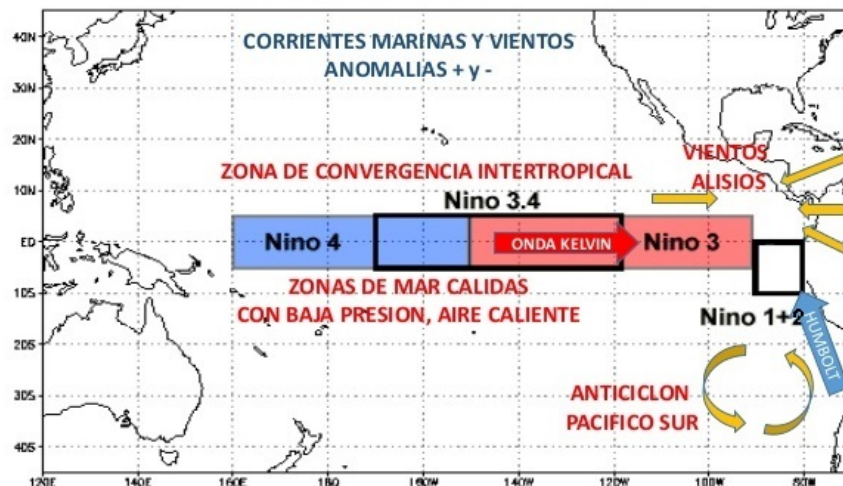 CORRIENTES MARINAS Y VIENTOS
ANOMALIAS + y -
40N
30N
20N
10N
EQ
10S
20S
30S
40S
ZONA DE CONVERGENCIA INTERTROPICAL
VIENTOS
ALISIOS
Nino 3.4
Nino 4
ONDA KELVIN
Nino 3
ZONAS DE MAR CALIDAS
CON BAJA PRESION, AIRE CALIENTE
Nino 1+2
HUMBOLT
ANTICICLON
PACIFICO SUR
120E
140E
160E
180W
160W
140W
120W
100W
80W